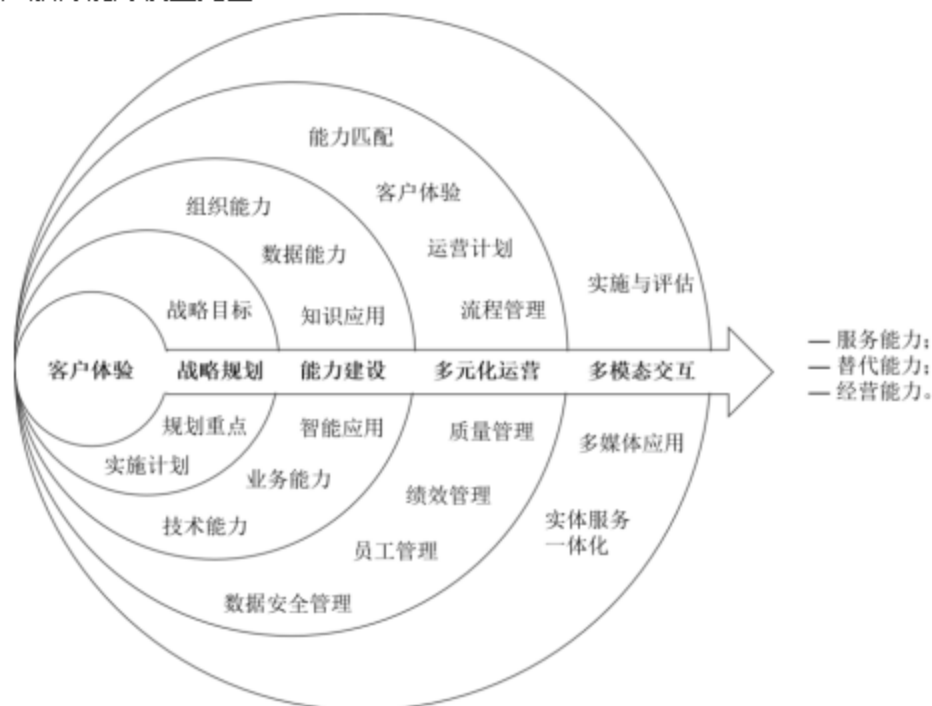 能力匹配
客户体验
组织能力
运营计划
数据能力
实施与评估
战略目标
知识应用
流程管理
客户体验
战略规划
能力建设
多元化运营
多模态交互
— 服务能力;
— 替代能力;
— 经营能力。
规划重点
智能应用
质量管理
多媒体应用
实施计划
业务能力
绩效管理
技术能力
实体服务
一体化
员工管理
数据安全管理